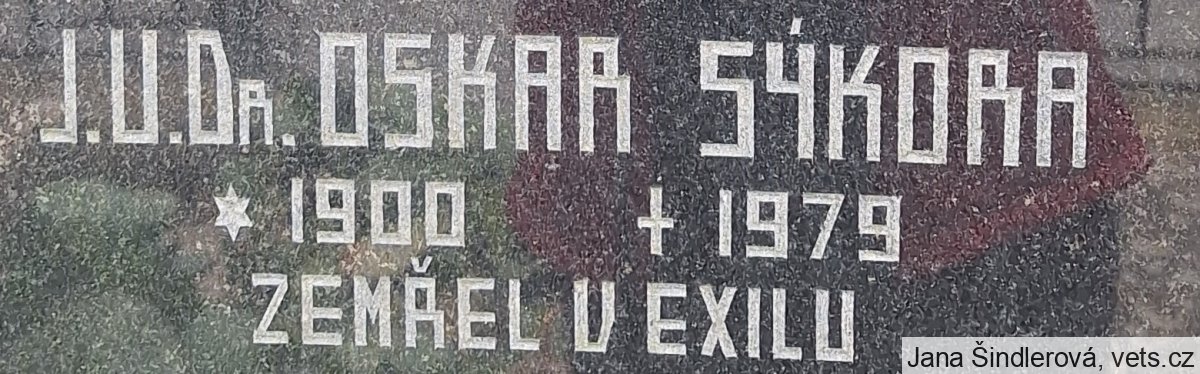 J.U.DR. OSKAR SÝKORA
* 1900 + 1979
ZEMŘEL V EXILU
Jana Šindlerová, vets.cz